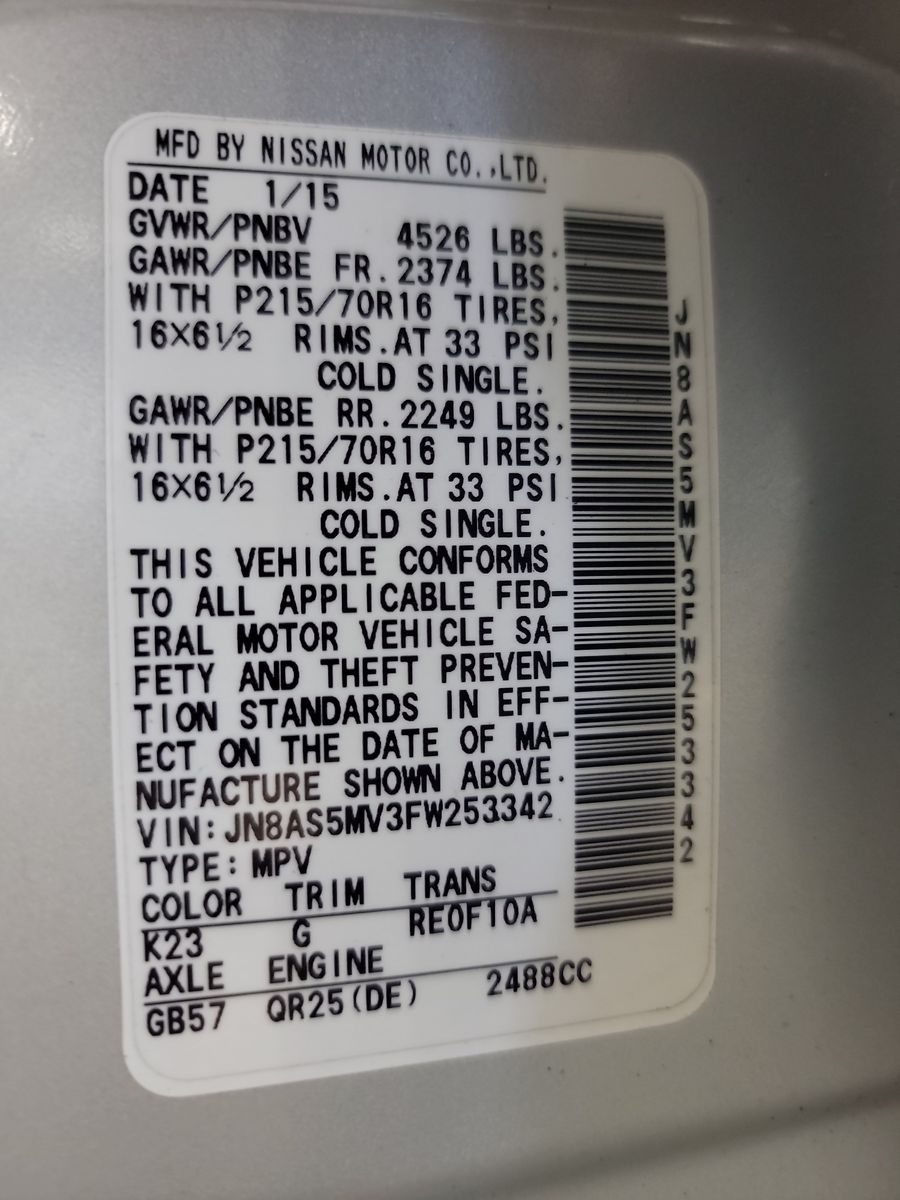 MFD BY NISSAN MOTOR CO.,LTD.
DATE 1/15
GVWR/PNBV 4526 LBS.
GAWR/PNBE FR.2374 LBS.
WITH P215/70R16 TIRES,
16×6½ RIMS.AT 33 PSI
COLD SINGLE.
GAWR/PNBE RR.2249 LBS.
WITH P215/70R16 TIRES,
16×6½ RIMS.AT 33 PSI
COLD SINGLE.
THIS VEHICLE CONFORMS
TO ALL APPLICABLE FED-
ERAL MOTOR VEHICLE SA-
FETY AND THEFT PREVEN-
TION STANDARDS IN EFF-
ECT ON THE DATE OF MA-
NUFACTURE SHOWN ABOVE.
VIN:JN8AS5MV3FW253342
TYPE:MPV
COLOR TRIM TRANS
K23 G RE0F10A
AXLE ENGINE
GB57 QR25(DE) 2488CC
JN8AS5MV3FW253342